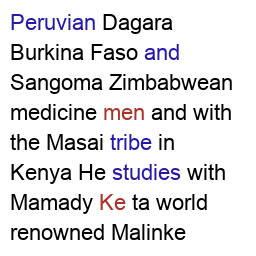 Peruvian Dagara
Burkina Faso and
Sangoma Zimbabwean
medicine men and with
the Masai tribe in
Kenya He studies with
Mamady Ke ta world
renowned Malinke